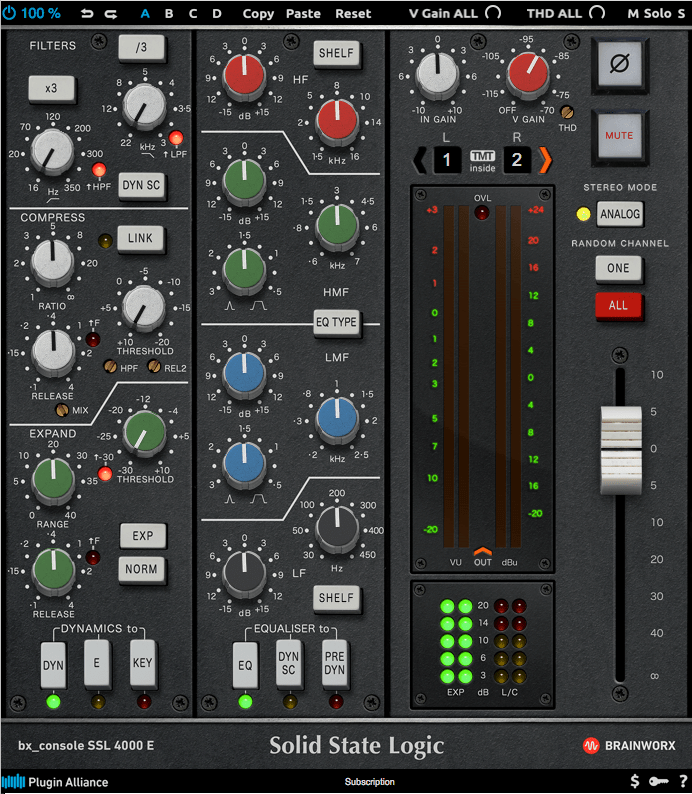 100 %
A B C D
Copy Paste Reset
V Gain ALL
THD ALL
M Solo S
FILTERS
/3
x3
5
8 4
12 3·5
22 3
kHz
↑LPF
120
70 200
20 300
16 350
Hz
↑HPF
DYN SC
COMPRESS
LINK
5
3 8
2 20
1 ∞
RATIO
-5
0 -10
+5 -15
+10 -20
THRESHOLD
·4
·15 2
·1 4
RELEASE
↑F
HPF
REL2
MIX
-12
-20 -4
-25 +5
-30 +10
THRESHOLD
EXPAND
20
10 30
5 35
0 40
RANGE
↑-30
·4
·15 2
·1 4
RELEASE
↑F
EXP
NORM
DYNAMICS to
DYN
E
KEY
0
3 3
6 6
9 9
12 12
-15 +15
dB
HF
SHELF
8
5 10
2 14
1·5 16
kHz
0
3 3
6 6
9 9
12 12
-15 +15
dB
3
1·5 5
·8 6
·6 7
kHz
1·5
·5 2·5
HMF
EQ TYPE
LMF
0
3 3
6 6
9 9
12 12
-15 +15
dB
1
·8 1·5
·3 2
·2 2·5
kHz
1·5
·5 2·5
200
100 300
50 400
30 450
Hz
0
3 3
6 6
9 9
12 12
-15 +15
dB
LF
SHELF
EQUALISER to
EQ
DYN SC
PRE DYN
0
3 3
6 6
-10 +10
IN GAIN
-95
-105 -85
-115 -75
OFF -70
V GAIN
THD
Ø
MUTE
L R
1
TMT
inside
2
STEREO MODE
ANALOG
RANDOM CHANNEL
ONE
ALL
OVL
+3 +24
2 20
1 16
0 12
1 8
2 4
3 0
5 4
7 8
10 12
16
-20 -20
VU OUT dBu
20
14
10
6
3
EXP dB L/C
10
5
0
5
10
20
30
40
∞
bx_console SSL 4000 E
Solid State Logic
BRAINWORX
Plugin Alliance
Subscription
$ ?